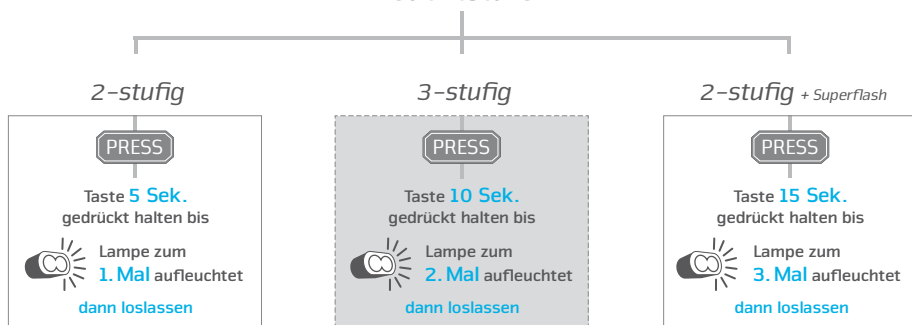 2-stufig
PRESS
Taste 5 Sek.
gedrückt halten bis
Lampe zum
1. Mal aufleuchtet
dann loslassen
3-stufig
PRESS
Taste 10 Sek.
gedrückt halten bis
Lampe zum
2. Mal aufleuchtet
dann loslassen
2-stufig + Superflash
PRESS
Taste 15 Sek.
gedrückt halten bis
Lampe zum
3. Mal aufleuchtet
dann loslassen